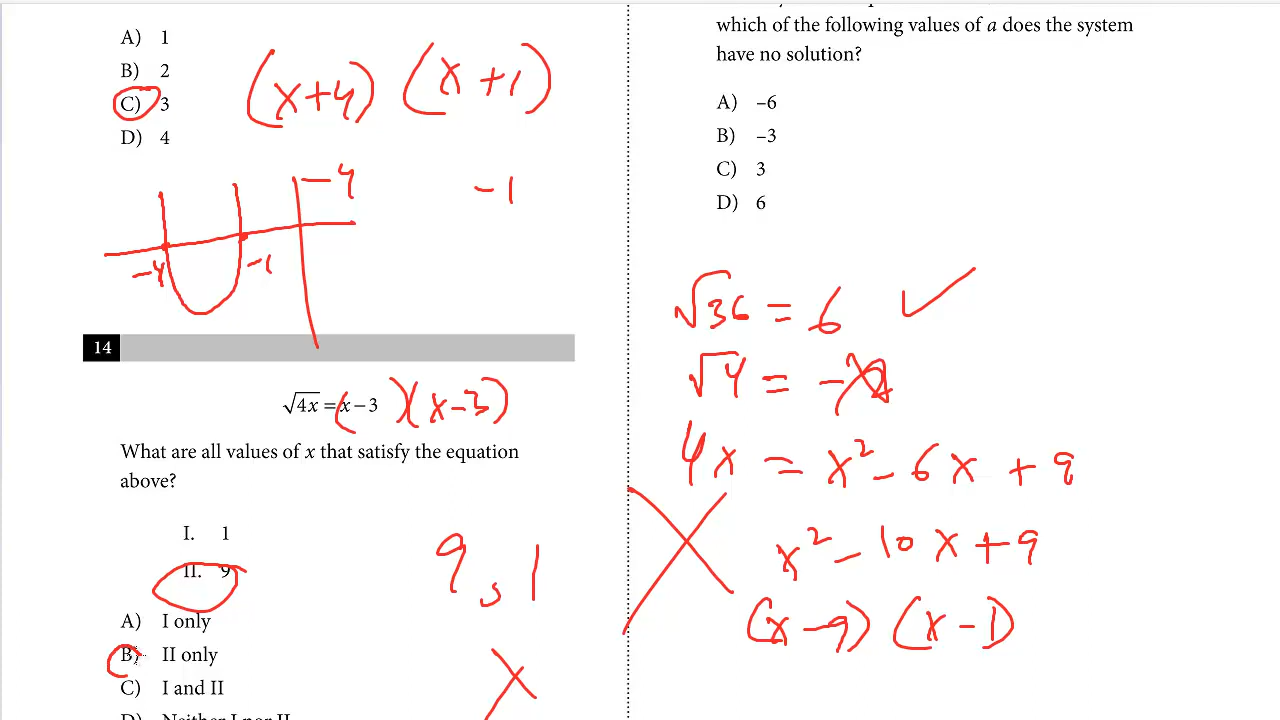 A) 1
B) 2
C) 3
D) 4
(x+4) (x+1)
-4
-1
-4
-1
14
√4x = (x − 3)(x-3)
What are all values of x that satisfy the equation
above?
I. 1
II. 9
9, 1
A) I only
B) II only
C) I and II
D) Neither I nor II
x
which of the following values of a does the system
have no solution?
A) –6
B) –3
C) 3
D) 6
√36 = 6 ✓
√4 = -
4x = x² - 6x + 9
x² - 10x + 9
(x-9) (x-1)